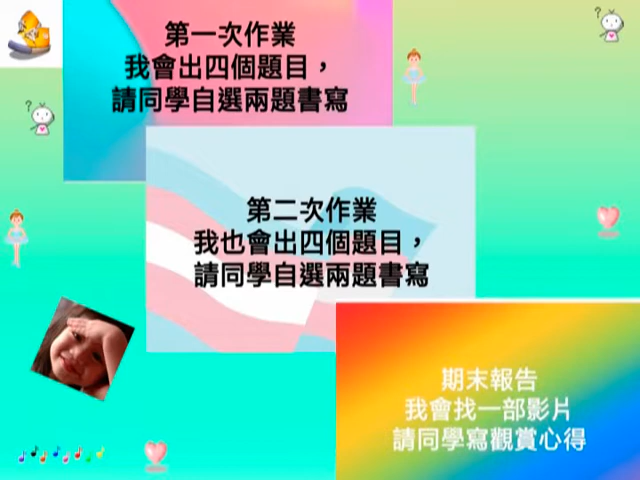 第一次作業
我會出四個題目，
請同學自選兩題書寫
第二次作業
我也會出四個題目，
請同學自選兩題書寫
期末報告
我會找一部影片
請同學寫觀賞心得